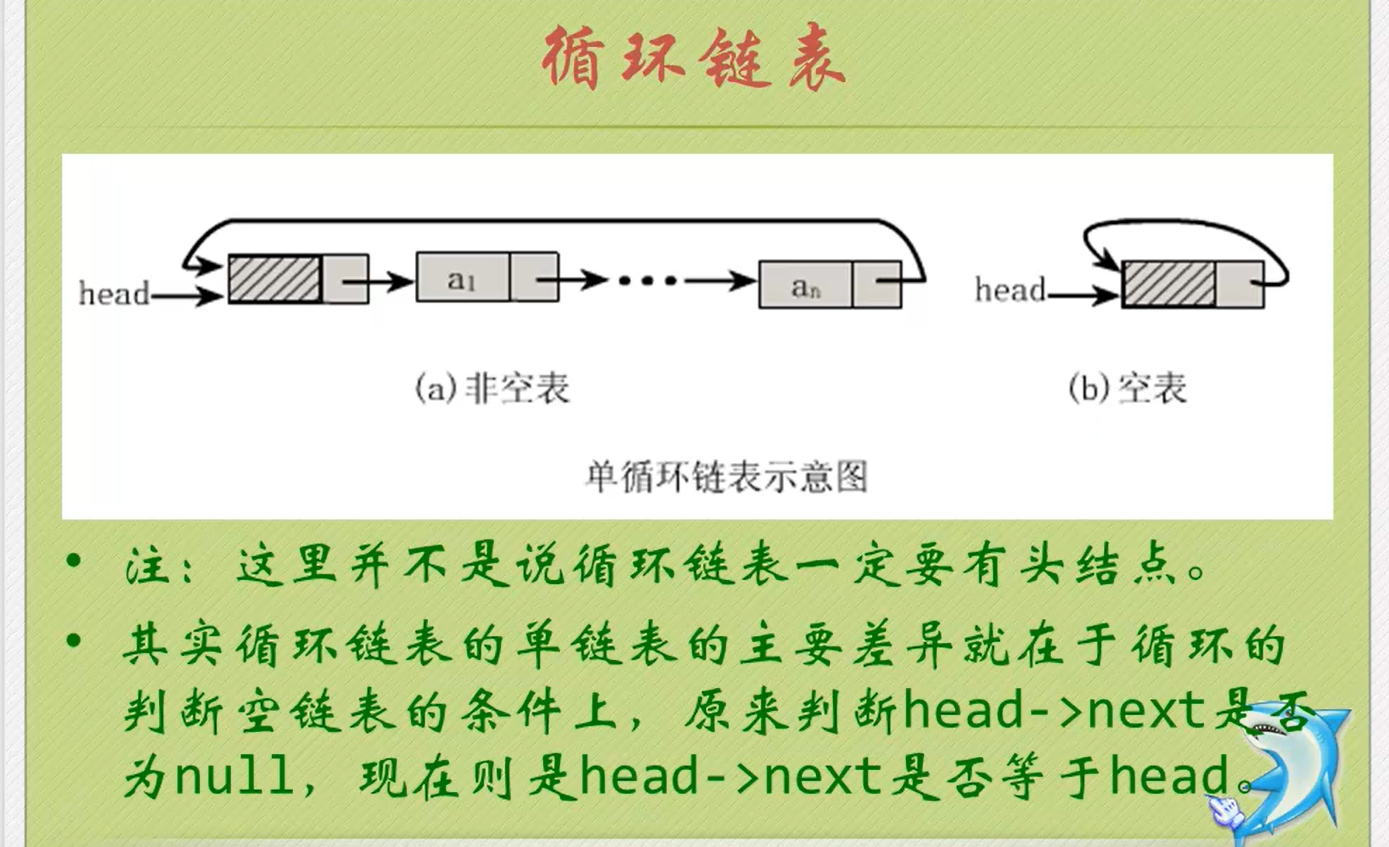 循环链表
head
a1
an
head
(a)非空表
(b)空表
单循环链表示意图
• 注：这里并不是说循环链表一定要有头结点。
• 其实循环链表的单链表的主要差异就在于循环的
判断空链表的条件上，原来判断head->next是否
为null，现在则是head->next是否等于head。